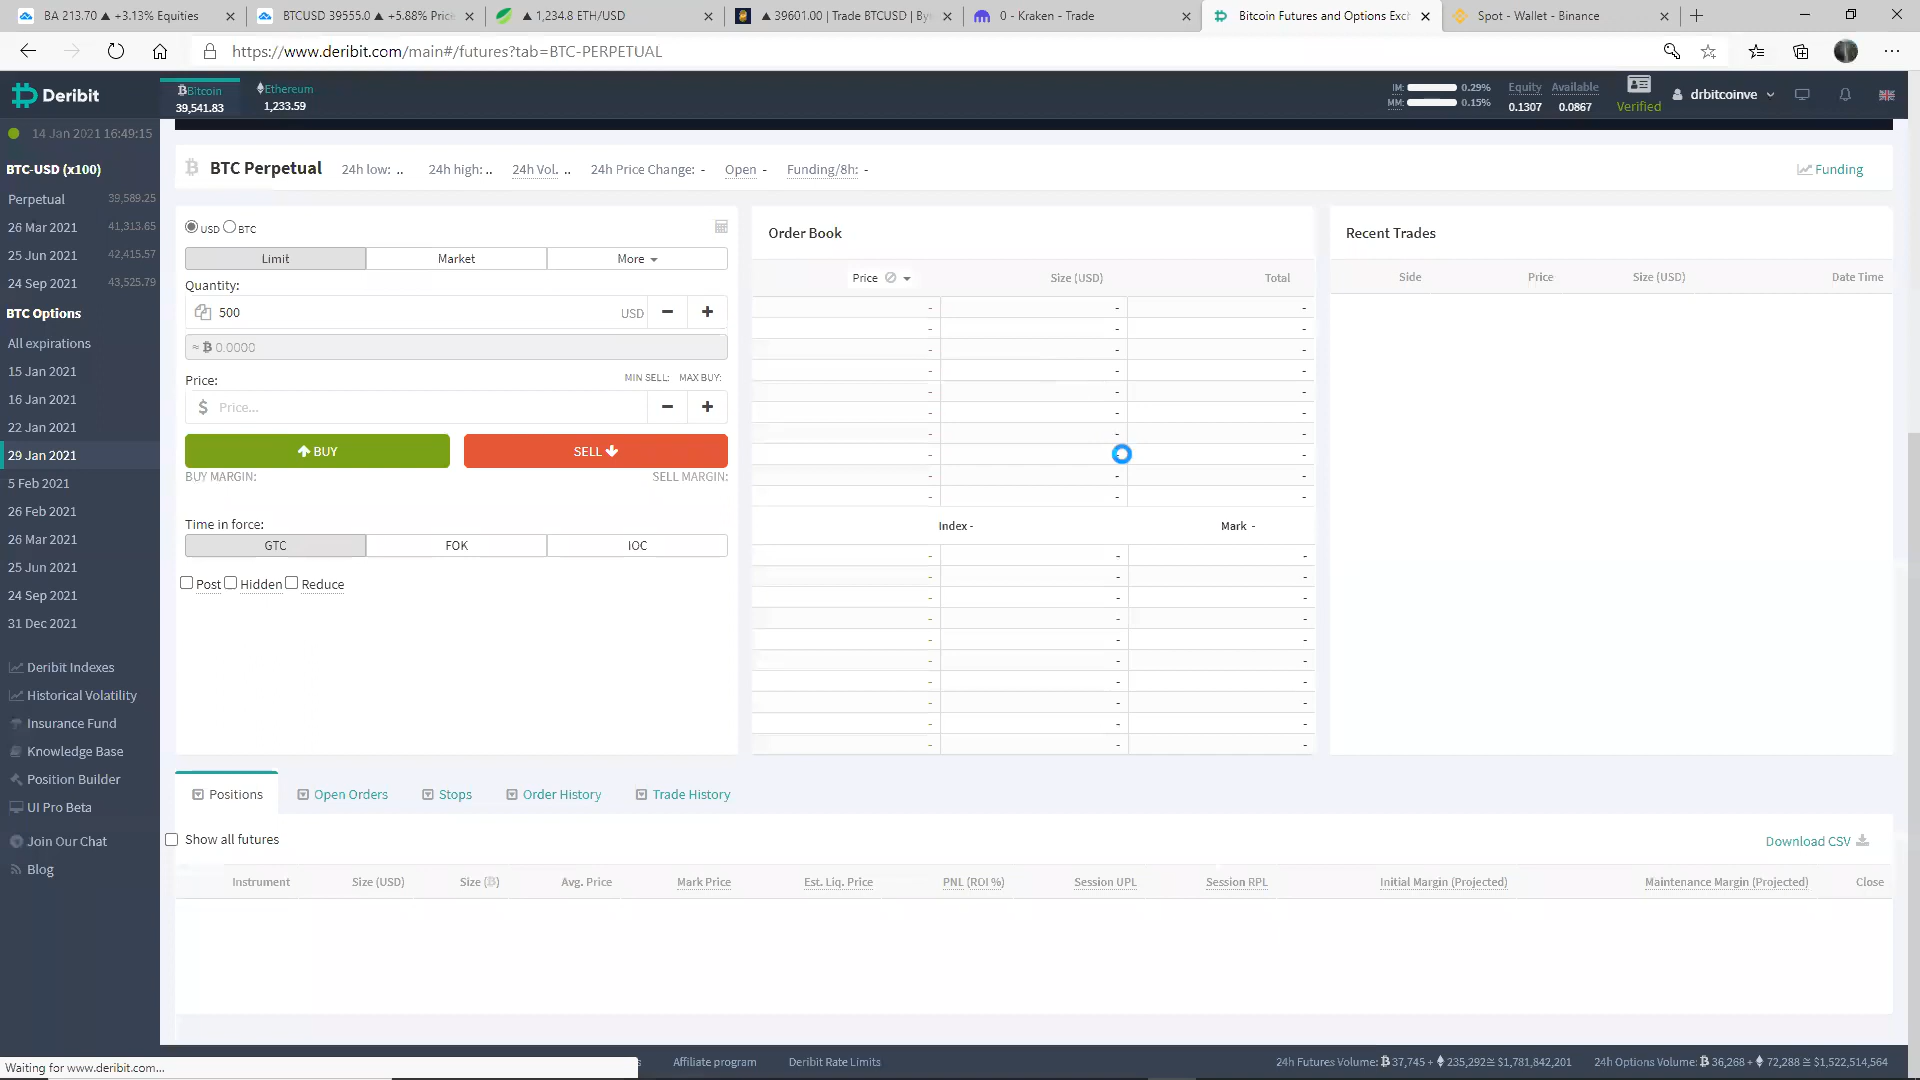 BA 213.70 ▲ +3.13% Equities
BTCUSD 39555.0 ▲ +5.88% Price
▲ 1,234.8 ETH/USD
▲ 39601.00 | Trade BTCUSD | By
0 - Kraken - Trade
Bitcoin Futures and Options Exc
Spot - Wallet - Binance
https://www.deribit.com/main#/futures?tab=BTC-PERPETUAL
Deribit
Bitcoin
39,541.83
Ethereum
1,233.59
IM: 0.29%
MM: 0.15%
Equity
0.1307
Available
0.0867
Verified
drbitcoinve
14 Jan 2021 16:49:15
BTC-USD (x100)
Perpetual 39,589.25
26 Mar 2021 41,313.65
25 Jun 2021 42,415.57
24 Sep 2021 43,525.79
BTC Options
All expirations
15 Jan 2021
16 Jan 2021
22 Jan 2021
29 Jan 2021
5 Feb 2021
26 Feb 2021
26 Mar 2021
25 Jun 2021
24 Sep 2021
31 Dec 2021
Deribit Indexes
Historical Volatility
Insurance Fund
Knowledge Base
Position Builder
UI Pro Beta
Join Our Chat
Blog
BTC Perpetual 24h low: .. 24h high: .. 24h Vol. .. 24h Price Change: - Open - Funding/8h: - Funding
USD BTC
Limit Market More
Quantity:
500 USD − +
≈ ₿ 0.0000
Price: MIN SELL: MAX BUY:
$ Price... − +
BUY SELL
BUY MARGIN: SELL MARGIN:
Time in force:
GTC FOK IOC
Post Hidden Reduce
Order Book
Price Size (USD) Total
- - -
- - -
- - -
- - -
- - -
- - -
- - -
- - -
- - -
- - -
Index - Mark -
- - -
- - -
- - -
- - -
- - -
- - -
- - -
- - -
- - -
- - -
Recent Trades
Side Price Size (USD) Date Time
Positions Open Orders Stops Order History Trade History
Show all futures Download CSV
Instrument Size (USD) Size (₿) Avg. Price Mark Price Est. Liq. Price PNL (ROI %) Session UPL Session RPL Initial Margin (Projected) Maintenance Margin (Projected) Close
Waiting for www.deribit.com...
Affiliate program Deribit Rate Limits 24h Futures Volume: ₿ 37,745 + ♦ 235,292 ≅ $1,781,842,201 24h Options Volume: ₿ 36,268 + ♦ 72,288 ≅ $1,522,514,564